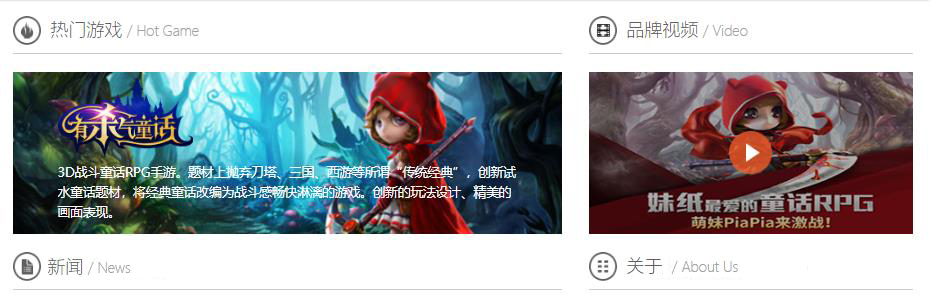 热门游戏 / Hot Game
品牌视频 / Video
有杀气童话
3D战斗童话RPG手游。题材上抛弃刀塔、三国、西游等所谓“传统经典”，创新试
水童话题材，将经典童话改编为战斗感畅快淋漓的游戏。创新的玩法设计、精美的
画面表现。
妹纸最爱的童话RPG
萌妹PiaPia来激战！
新闻 / News
关于 / About Us